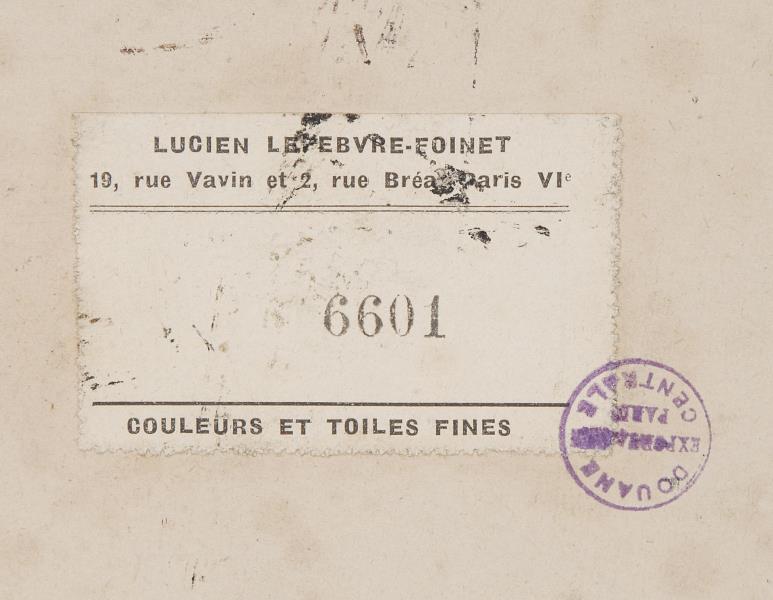 LUCIEN LEFEBVRE-FOINET
19, rue Vavin et 2, rue Bréa, Paris VIe
6601
COULEURS ET TOILES FINES
DOUANE CENTRALE
PARIS